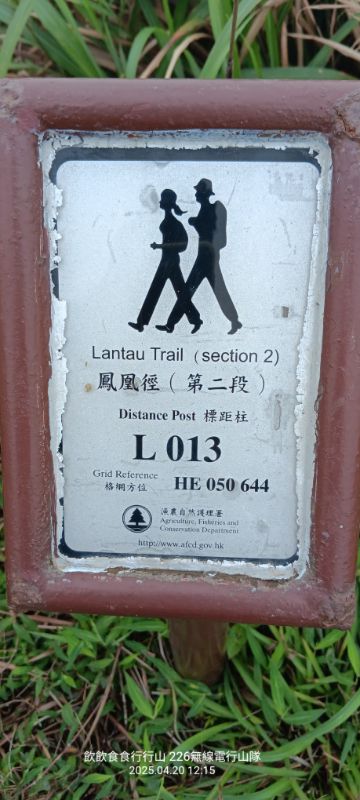 Lantau Trail (section 2)
鳳凰徑（第二段）
Distance Post 標距柱
L 013
Grid Reference
格網方位 HE 050 644
漁農自然護理署
Agriculture, Fisheries and
Conservation Department
http://www.afcd.gov.hk
飲飲食食行行山 226無線電行山隊
2025.04.20 12:15